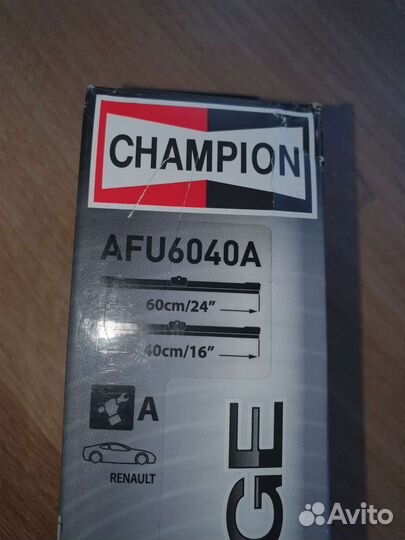 CHAMPION
AFU6040A
60cm/24”
40cm/16”
A
RENAULT
GE
Avito